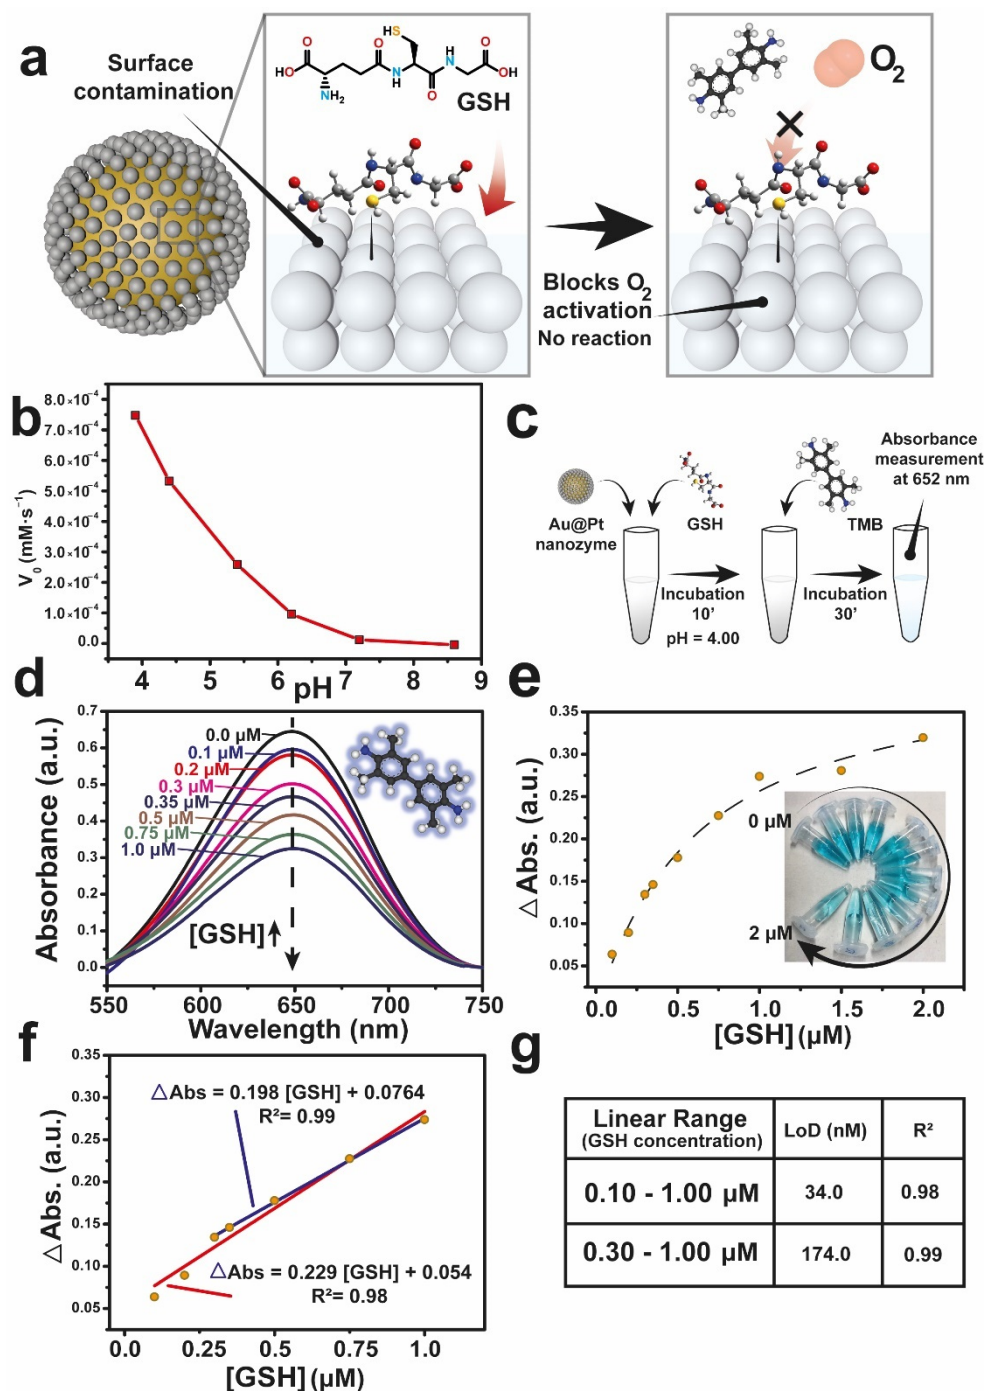 a
Surface
contamination
HS
O
O
H
N
O
HO
N
H
OH
NH₂
O
O
GSH
O₂
Blocks O₂
activation
No reaction
b
8.0×10⁻⁴
7.0×10⁻⁴
6.0×10⁻⁴
5.0×10⁻⁴
4.0×10⁻⁴
3.0×10⁻⁴
2.0×10⁻⁴
1.0×10⁻⁴
0.0
V₀ (mM·s⁻¹)
4 5 6 7 8 9
pH
c
Absorbance
measurement
at 652 nm
Au@Pt
nanozyme
GSH
TMB
Incubation
10'
pH = 4.00
Incubation
30'
d
0.7
0.6
0.5
0.4
0.3
0.2
0.1
0.0
Absorbance (a.u.)
0.0 µM
0.1 µM
0.2 µM
0.3 µM
0.35 µM
0.5 µM
0.75 µM
1.0 µM
[GSH]
550 600 650 700 750
Wavelength (nm)
e
0.35
0.30
0.25
0.20
0.15
0.10
0.05
△ Abs. (a.u.)
0 µM
2 µM
0.0 0.5 1.0 1.5 2.0
[GSH] (µM)
f
0.35
0.30
0.25
0.20
0.15
0.10
0.05
△ Abs. (a.u.)
△Abs = 0.198 [GSH] + 0.0764
R²= 0.99
△Abs = 0.229 [GSH] + 0.054
R²= 0.98
0.0 0.25 0.5 0.75 1.0
[GSH] (µM)
g
Linear Range
(GSH concentration)
LoD (nM)
R²
0.10 - 1.00 µM
34.0
0.98
0.30 - 1.00 µM
174.0
0.99